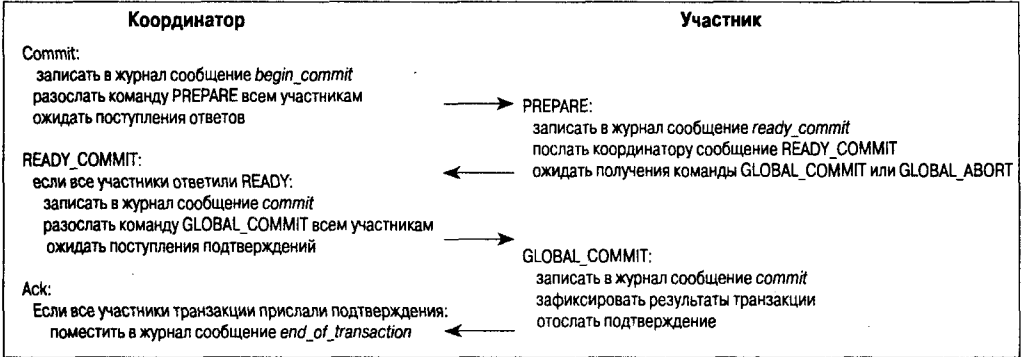 Координатор
Commit:
записать в журнал сообщение begin_commit
разослать команду PREPARE всем участникам
ожидать поступления ответов
READY_COMMIT:
если все участники ответили READY:
записать в журнал сообщение commit
разослать команду GLOBAL_COMMIT всем участникам
ожидать поступления подтверждений
Ack:
Если все участники транзакции прислали подтверждения:
поместить в журнал сообщение end_of_transaction
Участник
PREPARE:
записать в журнал сообщение ready_commit
послать координатору сообщение READY_COMMIT
ожидать получения команды GLOBAL_COMMIT или GLOBAL_ABORT
GLOBAL_COMMIT:
записать в журнал сообщение commit
зафиксировать результаты транзакции
отослать подтверждение